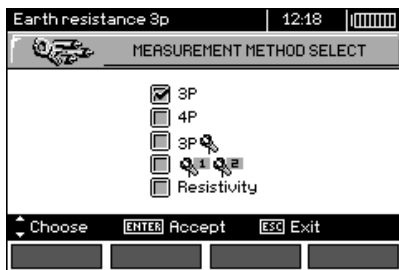 Earth resistance 3p 12:18
MEASUREMENT METHOD SELECT
3P
4P
3P
1 2
Resistivity
Choose ENTER Accept ESC Exit